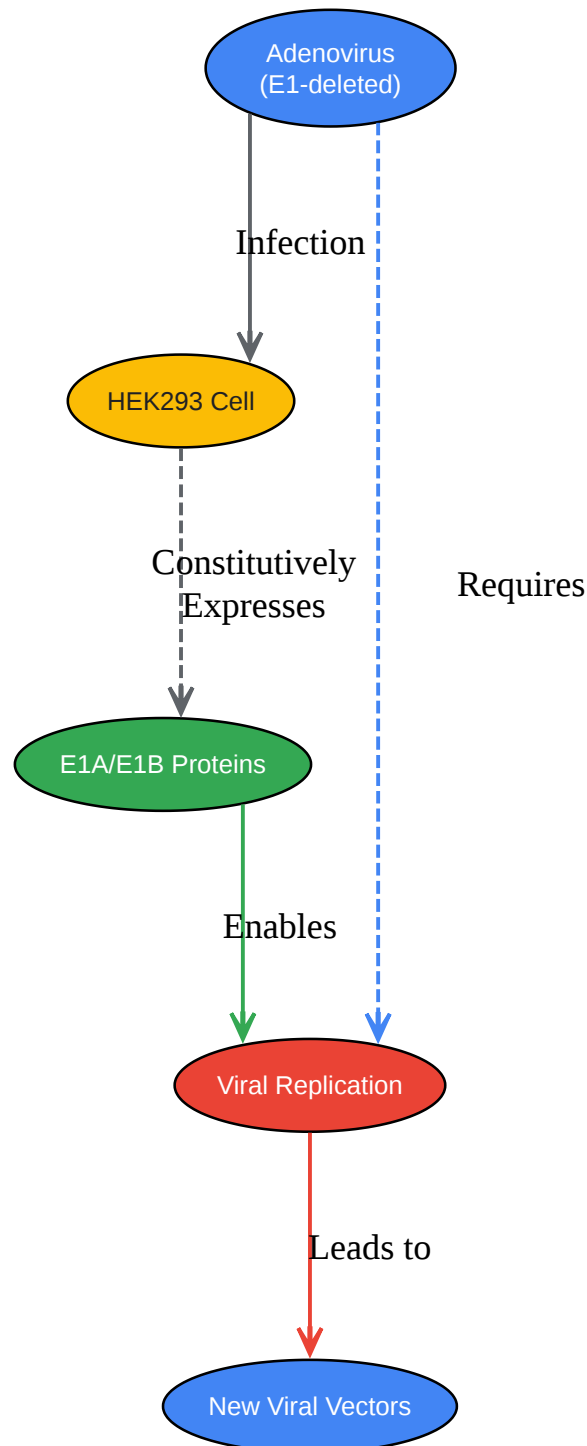 Adenovirus
(E1-deleted)
Infection
HEK293 Cell
Constitutively
Expresses
Requires
E1A/E1B Proteins
Enables
Viral Replication
Leads to
New Viral Vectors